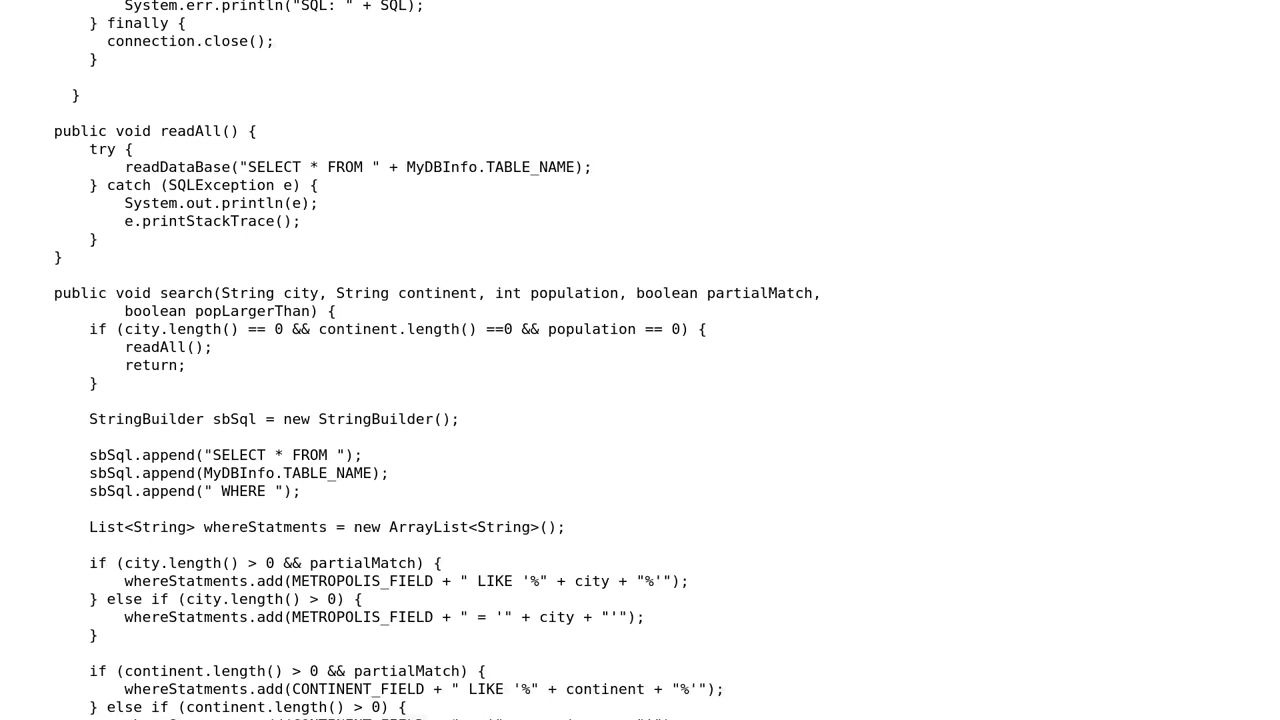 System.err.println("SQL: " + SQL);
} finally {
connection.close();
}
}
public void readAll() {
try {
readDataBase("SELECT * FROM " + MyDBInfo.TABLE_NAME);
} catch (SQLException e) {
System.out.println(e);
e.printStackTrace();
}
}
public void search(String city, String continent, int population, boolean partialMatch,
boolean popLargerThan) {
if (city.length() == 0 && continent.length() ==0 && population == 0) {
readAll();
return;
}
StringBuilder sbSql = new StringBuilder();
sbSql.append("SELECT * FROM ");
sbSql.append(MyDBInfo.TABLE_NAME);
sbSql.append(" WHERE ");
List<String> whereStatments = new ArrayList<String>();
if (city.length() > 0 && partialMatch) {
whereStatments.add(METROPOLIS_FIELD + " LIKE '%" + city + "%'");
} else if (city.length() > 0) {
whereStatments.add(METROPOLIS_FIELD + " = '" + city + "'");
}
if (continent.length() > 0 && partialMatch) {
whereStatments.add(CONTINENT_FIELD + " LIKE '%" + continent + "%'");
} else if (continent.length() > 0) {